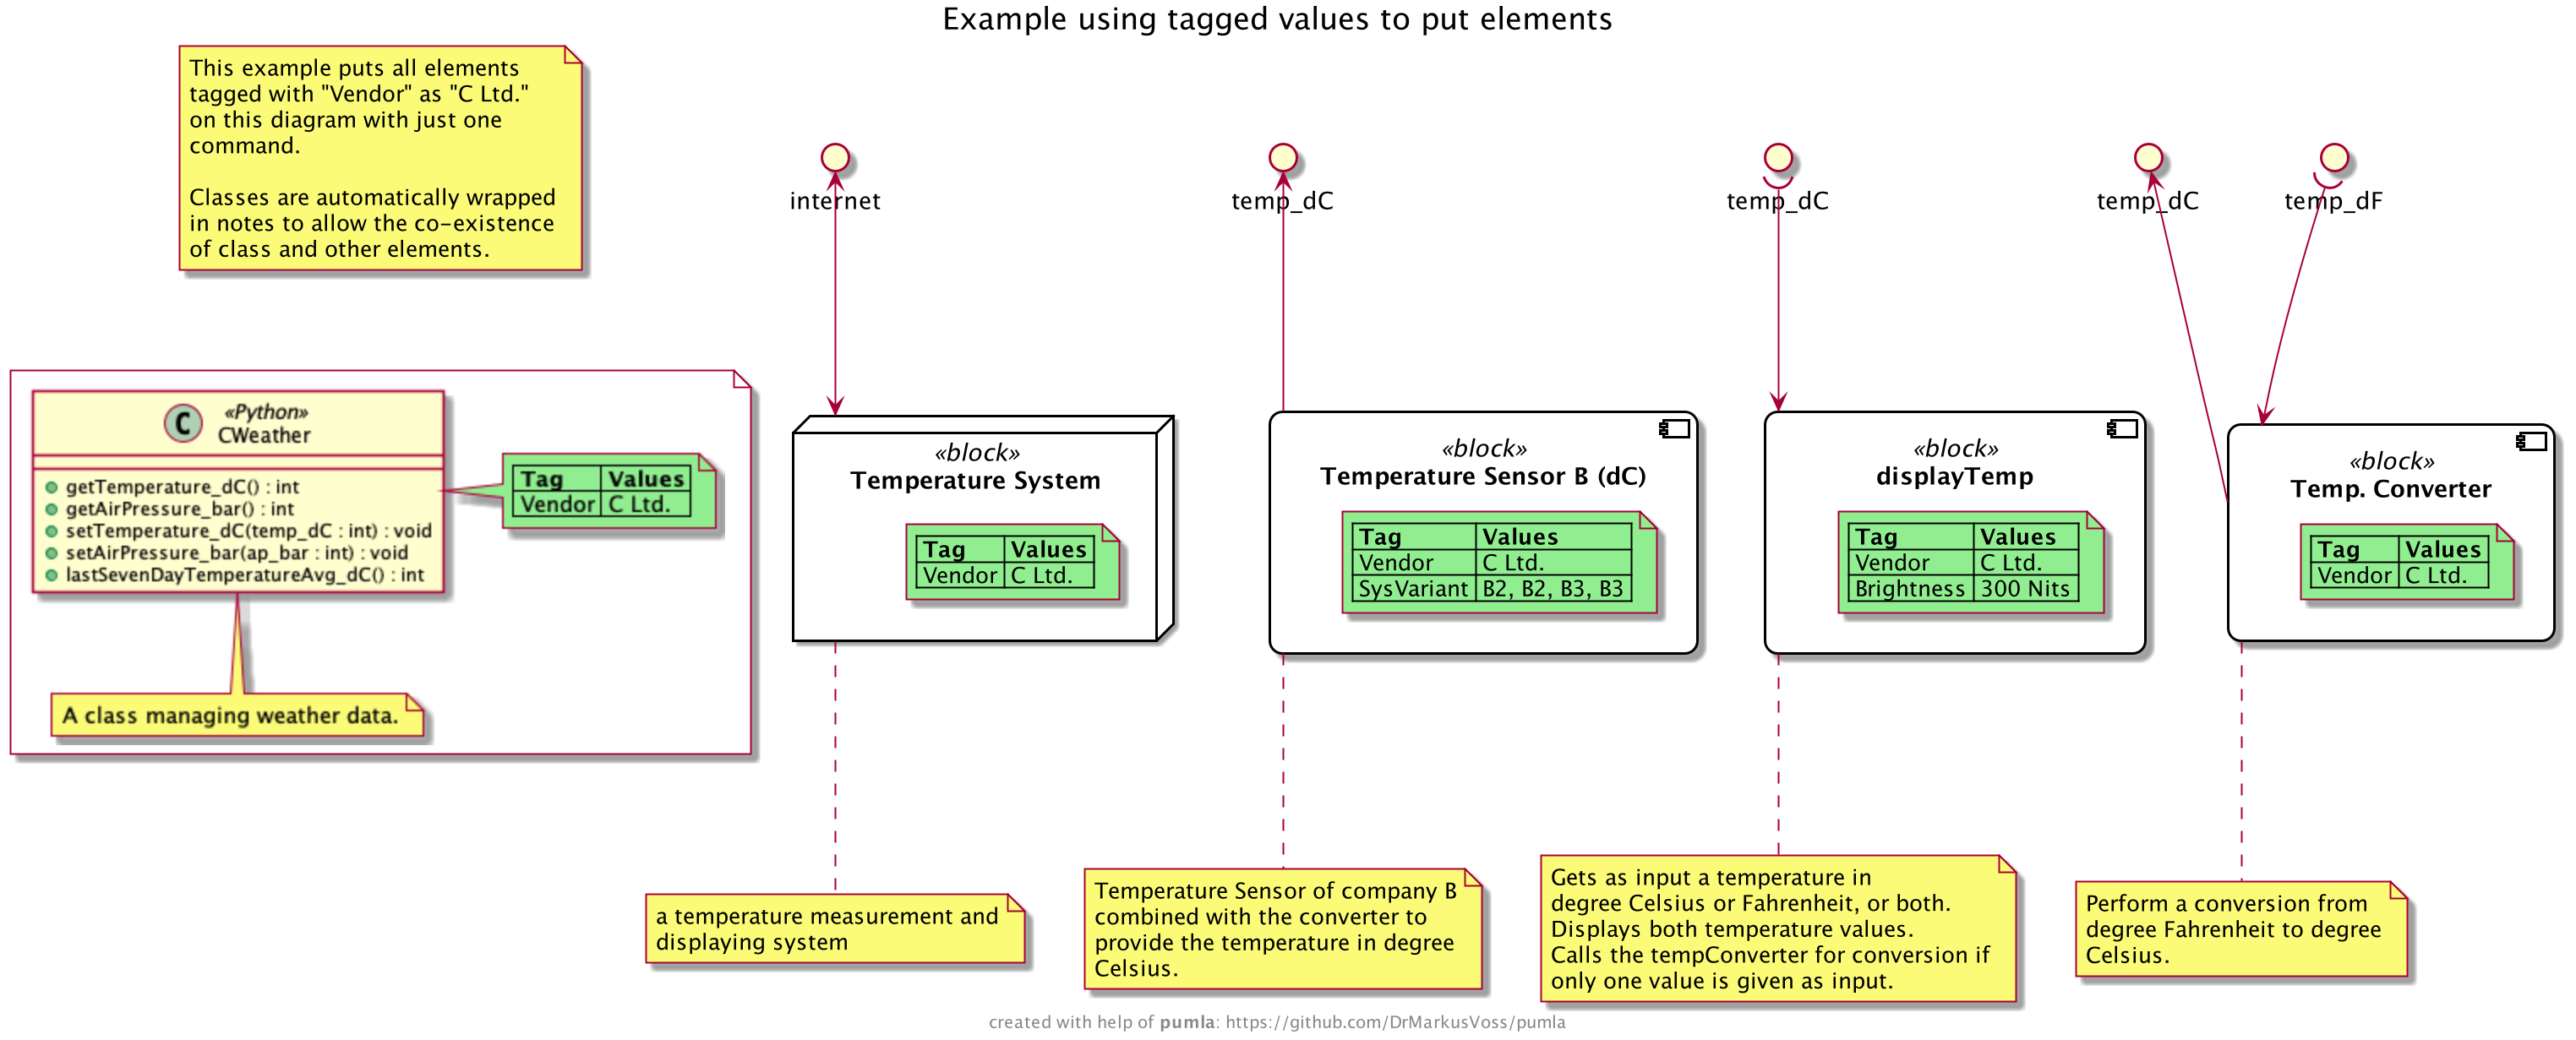 Example using tagged values to put elements
This example puts all elements
tagged with "Vendor" as "C Ltd."
on this diagram with just one
command.
Classes are automatically wrapped
in notes to allow the co-existence
of class and other elements.
internet
temp_dC
temp_dC
temp_dC
temp_dF
C
«Python»
CWeather
getTemperature_dC() : int
getAirPressure_bar() : int
setTemperature_dC(temp_dC : int) : void
setAirPressure_bar(ap_bar : int) : void
lastSevenDayTemperatureAvg_dC() : int
Tag Values
Vendor C Ltd.
A class managing weather data.
«block»
Temperature System
Tag Values
Vendor C Ltd.
«block»
Temperature Sensor B (dC)
Tag Values
Vendor C Ltd.
SysVariant B2, B2, B3, B3
«block»
displayTemp
Tag Values
Vendor C Ltd.
Brightness 300 Nits
«block»
Temp. Converter
Tag Values
Vendor C Ltd.
a temperature measurement and
displaying system
Temperature Sensor of company B
combined with the converter to
provide the temperature in degree
Celsius.
Gets as input a temperature in
degree Celsius or Fahrenheit, or both.
Displays both temperature values.
Calls the tempConverter for conversion if
only one value is given as input.
Perform a conversion from
degree Fahrenheit to degree
Celsius.
created with help of pumla: https://github.com/DrMarkusVoss/pumla